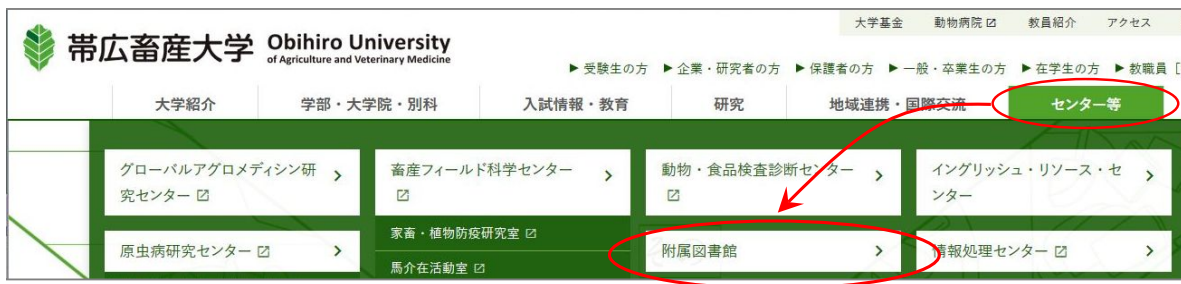 大学基金 動物病院 教員紹介 アクセス
帯広畜産大学 Obihiro University
of Agriculture and Veterinary Medicine
▶ 受験生の方 ▶ 企業・研究者の方 ▶ 保護者の方 ▶ 一般・卒業生の方 ▶ 在学生の方 ▶ 教職員 [
大学紹介 学部・大学院・別科 入試情報・教育 研究 地域連携・国際交流 センター等
グローバルアグロメディシン研
究センター
畜産フィールド科学センター
動物・食品検査診断センター
イングリッシュ・リソース・セ
ンター
家畜・植物防疫研究室
原虫病研究センター
附属図書館
情報処理センター
馬介在活動室